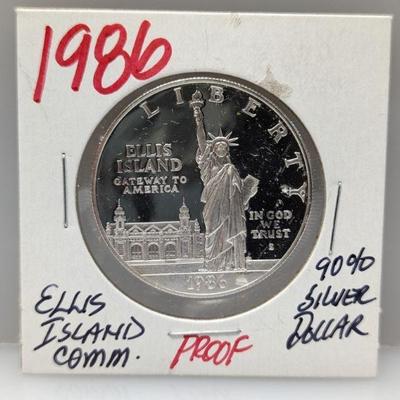 1986
LIBERTY
ELLIS
ISLAND
GATEWAY TO
AMERICA
IN GOD
WE
TRUST
S
1986
ELLIS
ISLAND
COMM.
PROOF
90%
SILVER
DOLLAR